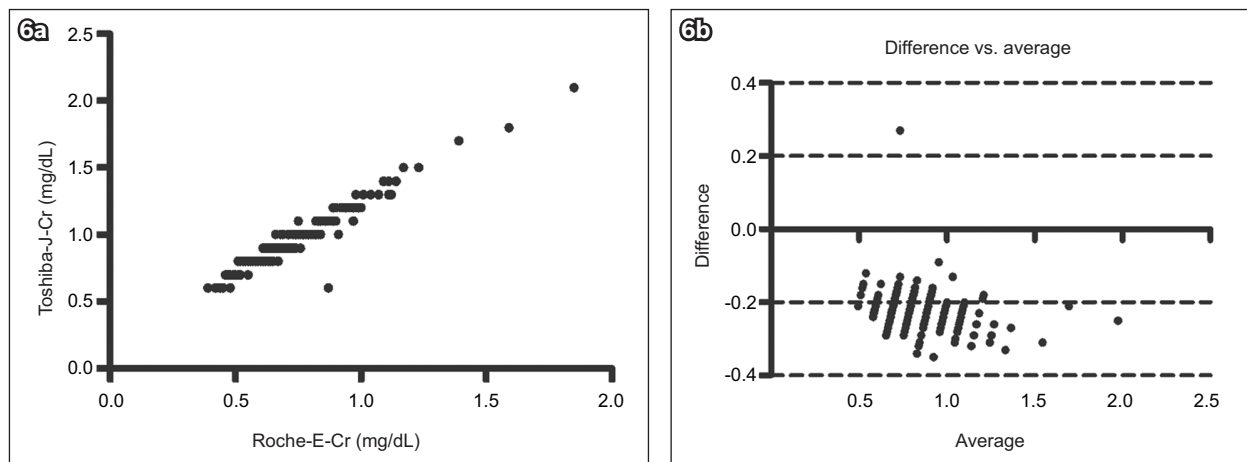 6a
2.5
2.0
1.5
1.0
0.5
0.0
Toshiba-J-Cr (mg/dL)
0.0 0.5 1.0 1.5 2.0
Roche-E-Cr (mg/dL)
6b
Difference vs. average
0.4
0.2
0.0
-0.2
-0.4
Difference
0.5 1.0 1.5 2.0 2.5
Average